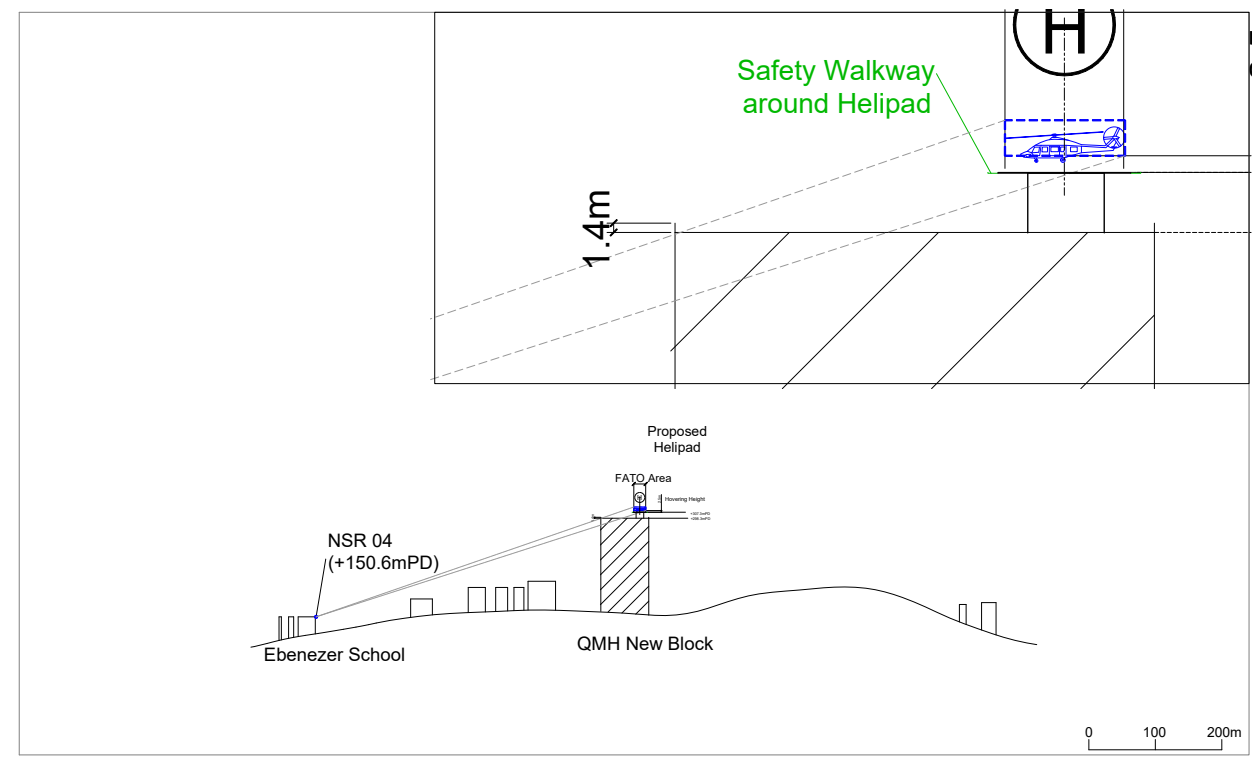 H
Safety Walkway
around Helipad
1.4m
Proposed
Helipad
FATO Area
H
Hovering Height
NSR 04
(+150.6mPD)
Ebenezer School
QMH New Block
0 100 200m